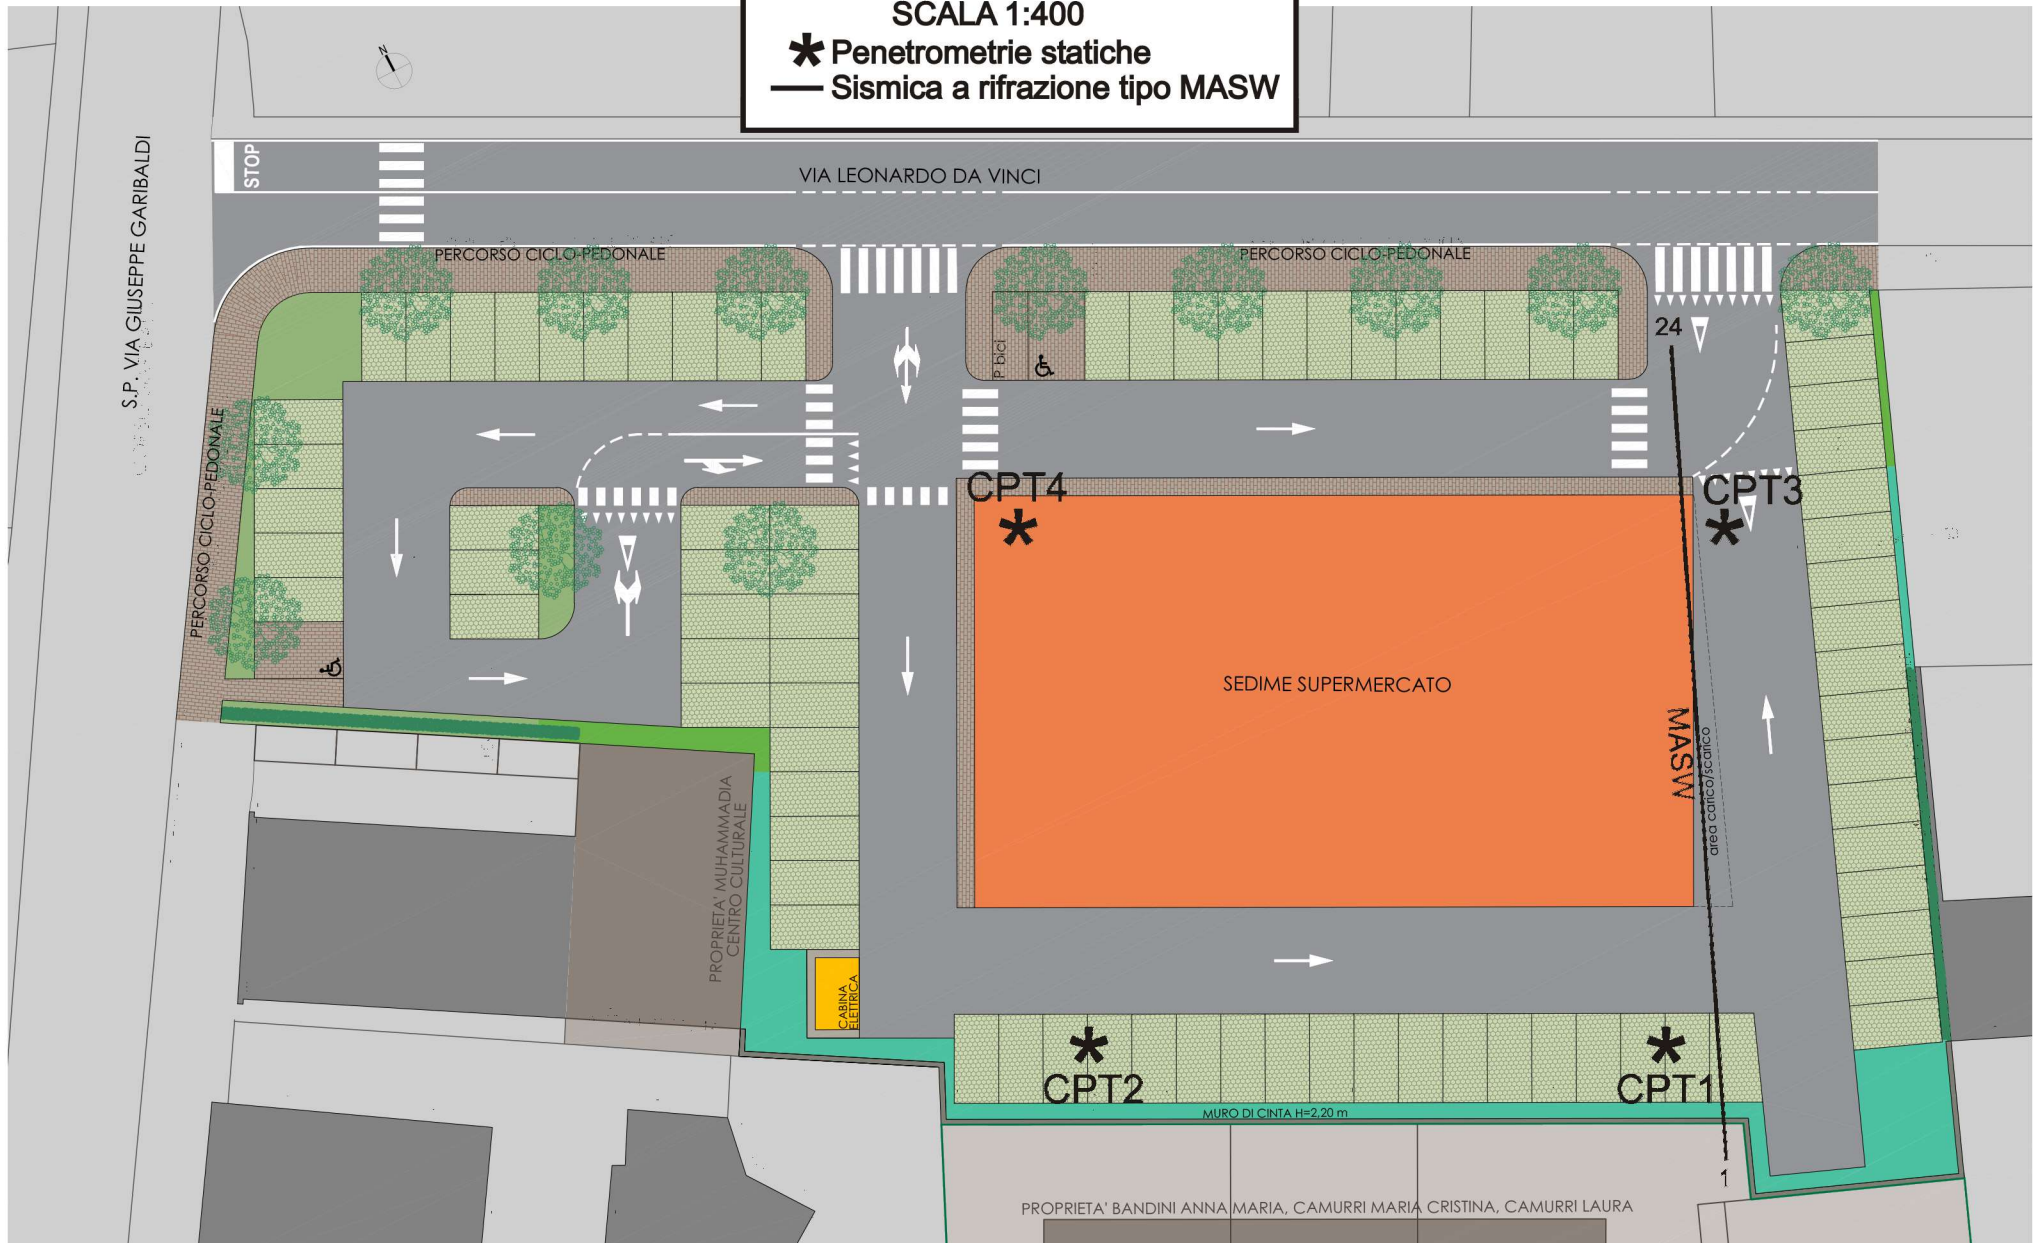 SCALA 1:400
Penetrometrie statiche
Sismica a rifrazione tipo MASW
N
S.P. VIA GIUSEPPE GARIBALDI
STOP
VIA LEONARDO DA VINCI
PERCORSO CICLO-PEDONALE
PERCORSO CICLO-PEDONALE
24
P bici
PERCORSO CICLO-PEDONALE
CPT4
CPT3
SEDIME SUPERMERCATO
MASW
area carico/scarico
PROPRIETA' MUHAMMADIA
CENTRO CULTURALE
CABINA
ELETTRICA
CPT2
CPT1
MURO DI CINTA H=2,20 m
1
PROPRIETA' BANDINI ANNA MARIA, CAMURRI MARIA CRISTINA, CAMURRI LAURA